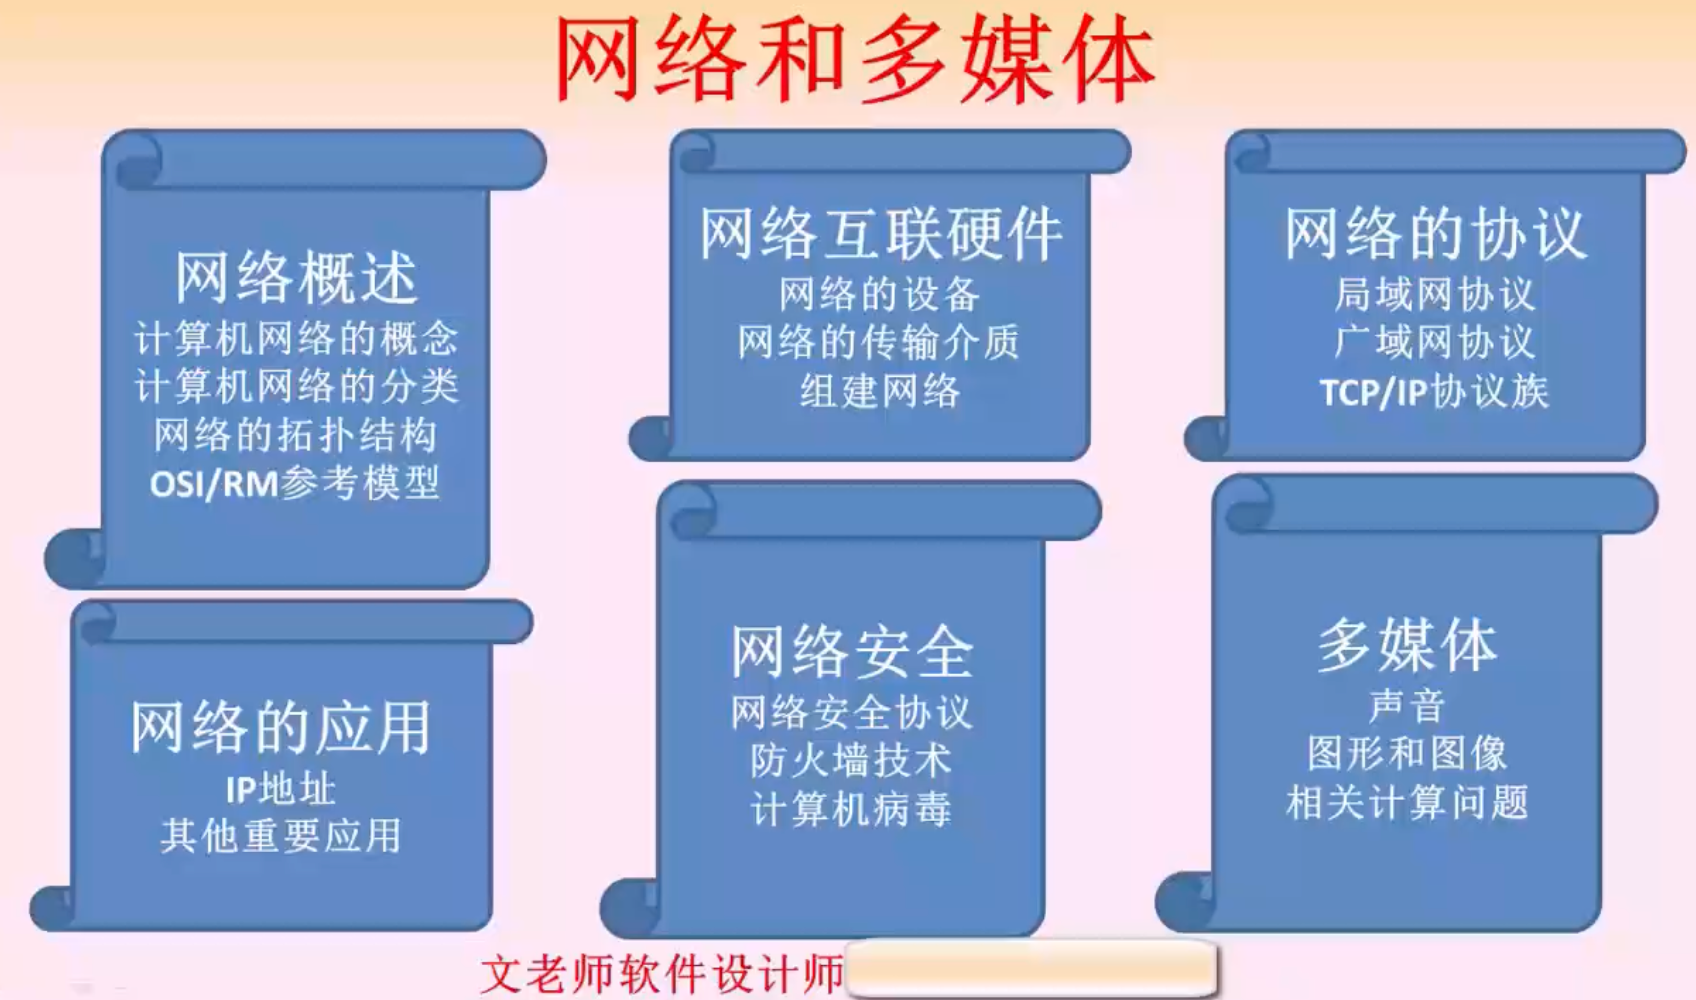 网络和多媒体
网络概述
计算机网络的概念
计算机网络的分类
网络的拓扑结构
OSI/RM参考模型
网络互联硬件
网络的设备
网络的传输介质
组建网络
网络的协议
局域网协议
广域网协议
TCP/IP协议族
网络的应用
IP地址
其他重要应用
网络安全
网络安全协议
防火墙技术
计算机病毒
多媒体
声音
图形和图像
相关计算问题
文老师软件设计师